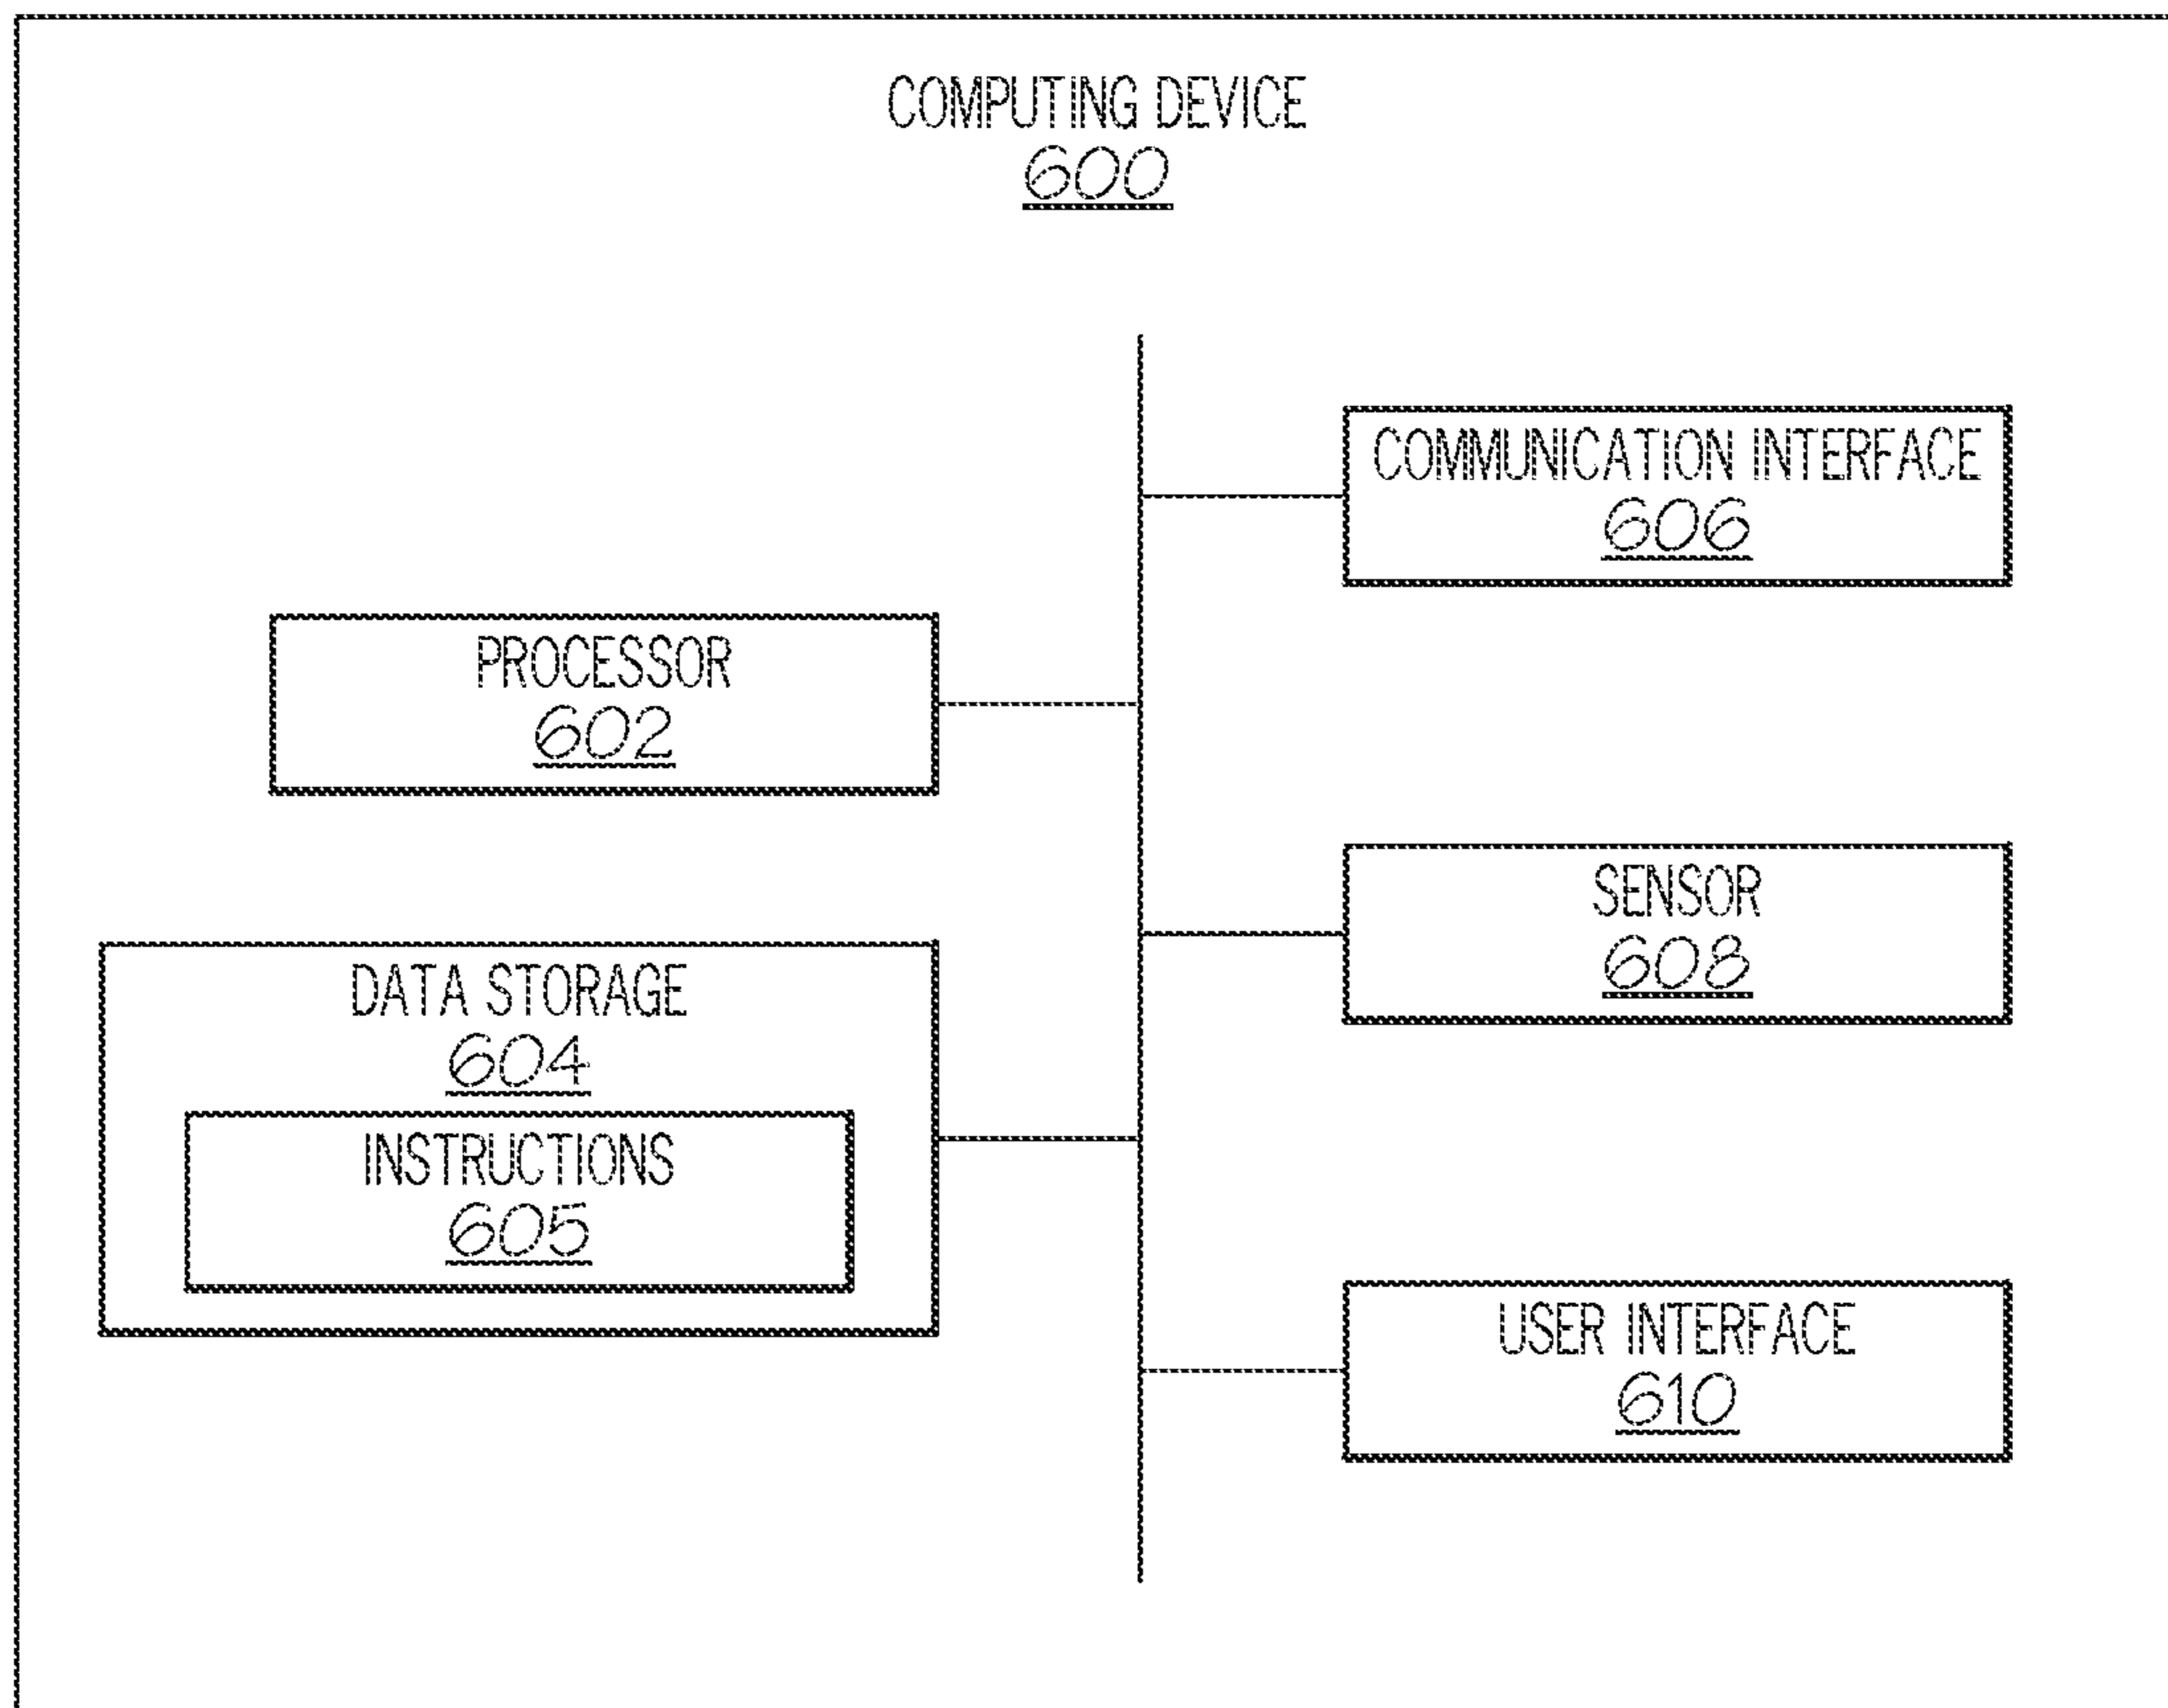 COMPUTING DEVICE
600
COMMUNICATION INTERFACE
606
PROCESSOR
602
SENSOR
608
DATA STORAGE
604
INSTRUCTIONS
605
USER INTERFACE
610